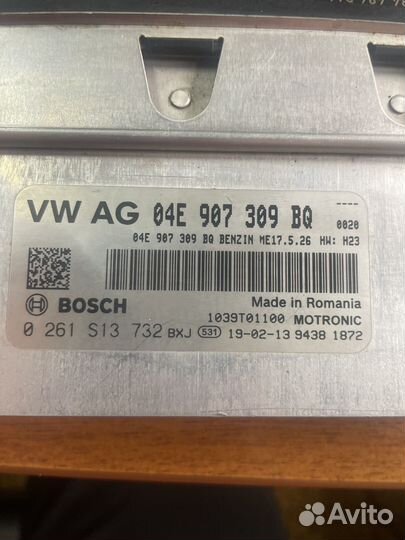 VW AG 04E 907 309 BQ 0020
04E 907 309 BQ BENZIN ME17.5.26 HW: H23
BOSCH
Made in Romania
1039T01100 MOTRONIC
0 261 S13 732 BXJ 531 19-02-13 9438 1872
Avito